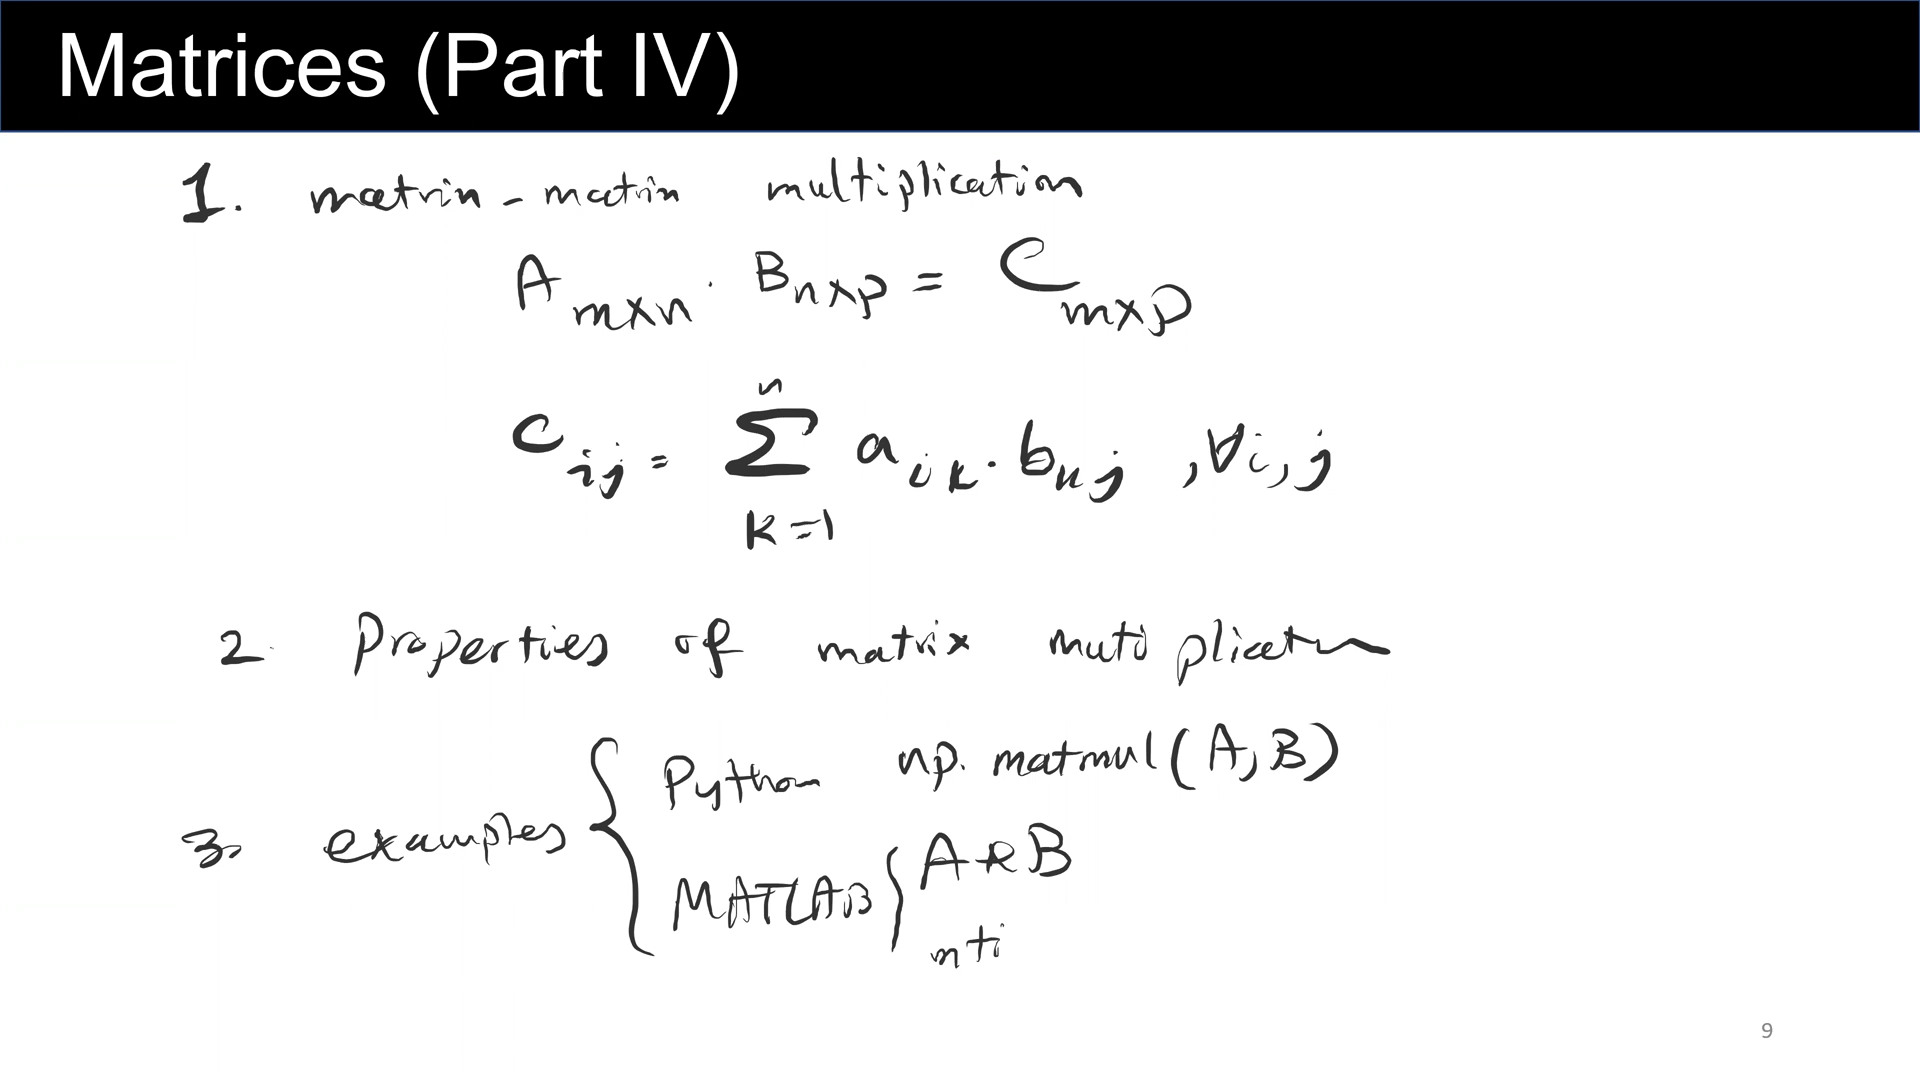 Matrices (Part IV)
1. matrix - matrix multiplication
A m×n · B n×p = C m×p
n
c ij = Σ a ik · b kj , ∀i, j
k=1
2. Properties of matrix mutiplication
3. examples { Python np.matmul(A, B)
MATLAB } A * B
9